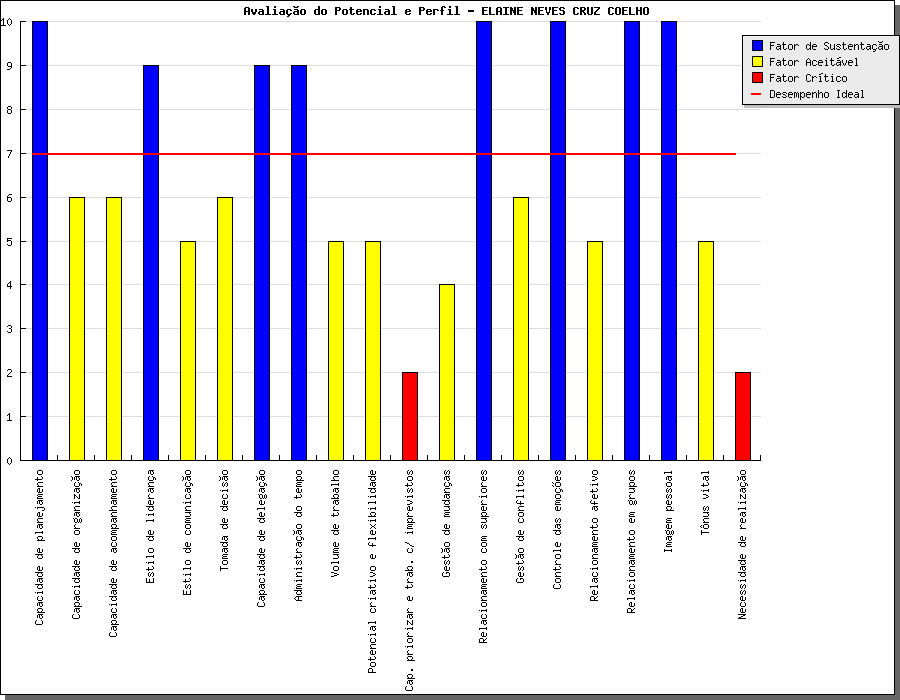 Avaliação do Potencial e Perfil - ELAINE NEVES CRUZ COELHO
Fator de Sustentação
Fator Aceitável
Fator Crítico
Desempenho Ideal
10
9
8
7
6
5
4
3
2
1
0
Capacidade de planejamento
Capacidade de organização
Capacidade de acompanhamento
Estilo de liderança
Estilo de comunicação
Tomada de decisão
Capacidade de delegação
Administração do tempo
Volume de trabalho
Potencial criativo e flexibilidade
Cap. priorizar e trab. c/ imprevistos
Gestão de mudanças
Relacionamento com superiores
Gestão de conflitos
Controle das emoções
Relacionamento afetivo
Relacionamento em grupos
Imagem pessoal
Tônus vital
Necessidade de realização